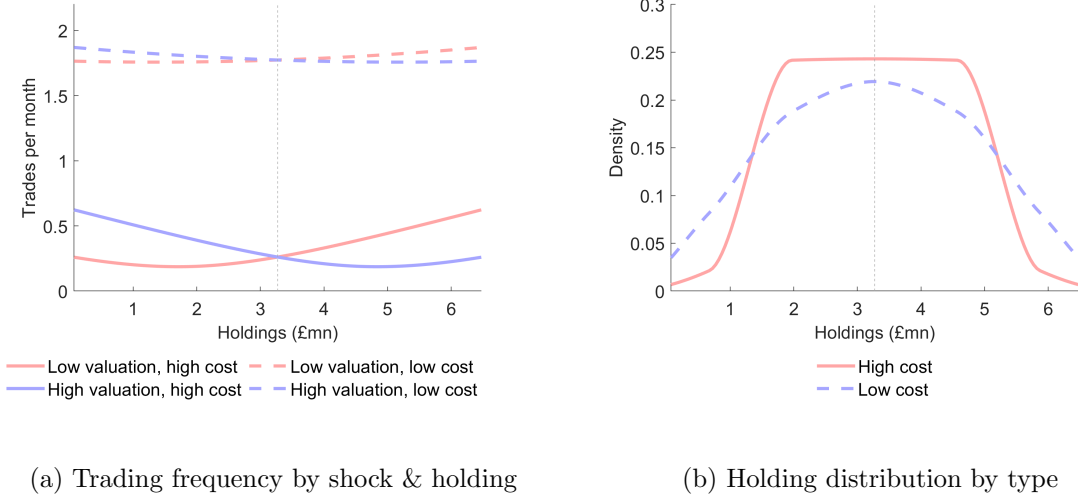 2
1.5
1
0.5
0
Trades per month
1 2 3 4 5 6
Holdings (£mn)
Low valuation, high cost Low valuation, low cost
High valuation, high cost High valuation, low cost
(a) Trading frequency by shock & holding
0.3
0.25
0.2
0.15
0.1
0.05
0
Density
1 2 3 4 5 6
Holdings (£mn)
High cost
Low cost
(b) Holding distribution by type